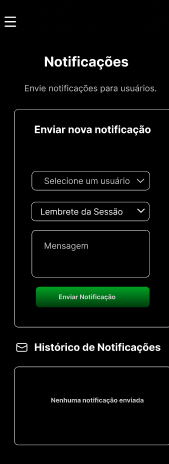 Notificações
Envie notificações para usuários.
Enviar nova notificação
Selecione um usuário
Lembrete da Sessão
Mensagem
Enviar Notificação
Histórico de Notificações
Nenhuma notificação enviada